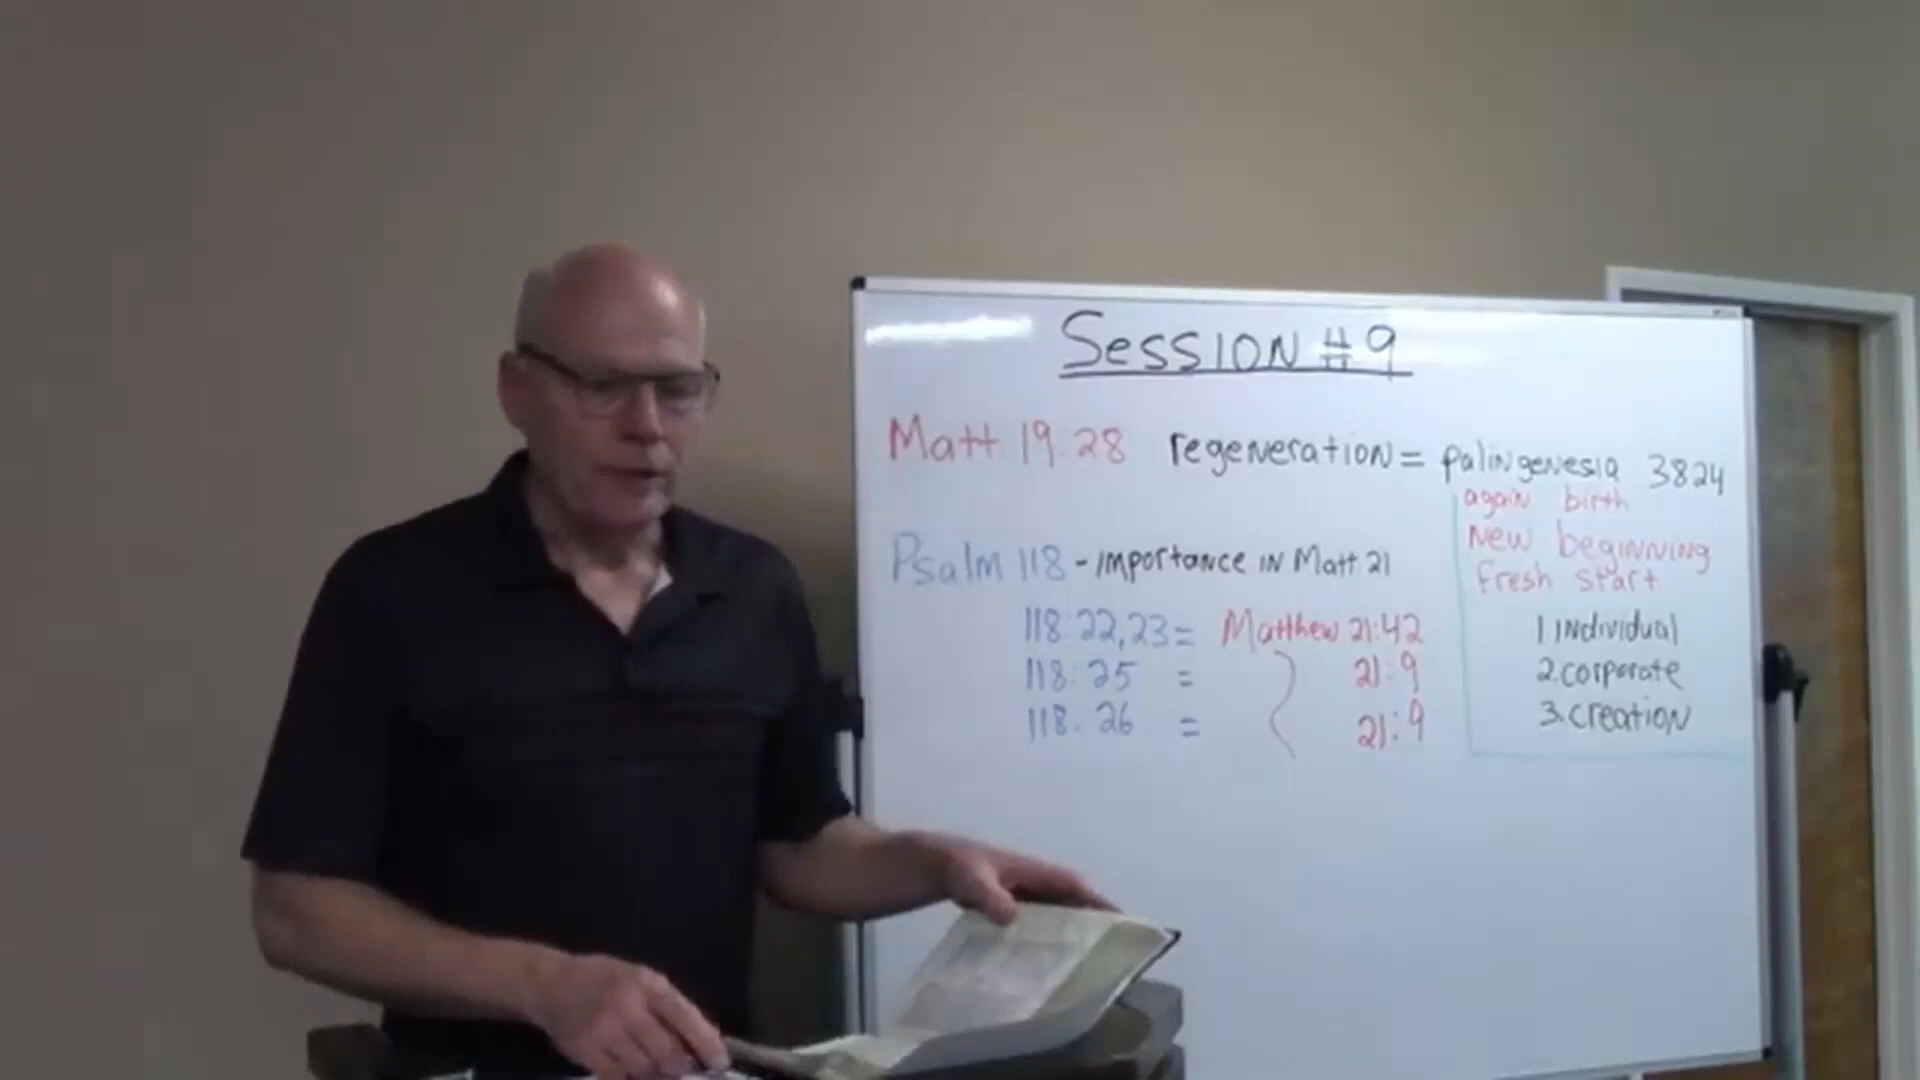 SesSION #9
Matt 19:28 regeneration = palingenesia 3824
again birth
New beginning
fresh start
1 individual
2. corporate
3. creation
Psalm 118 - importance in Matt 21
118:22,23 = Matthew 21:42
118:25 = 21:9
118:26 = 21:9